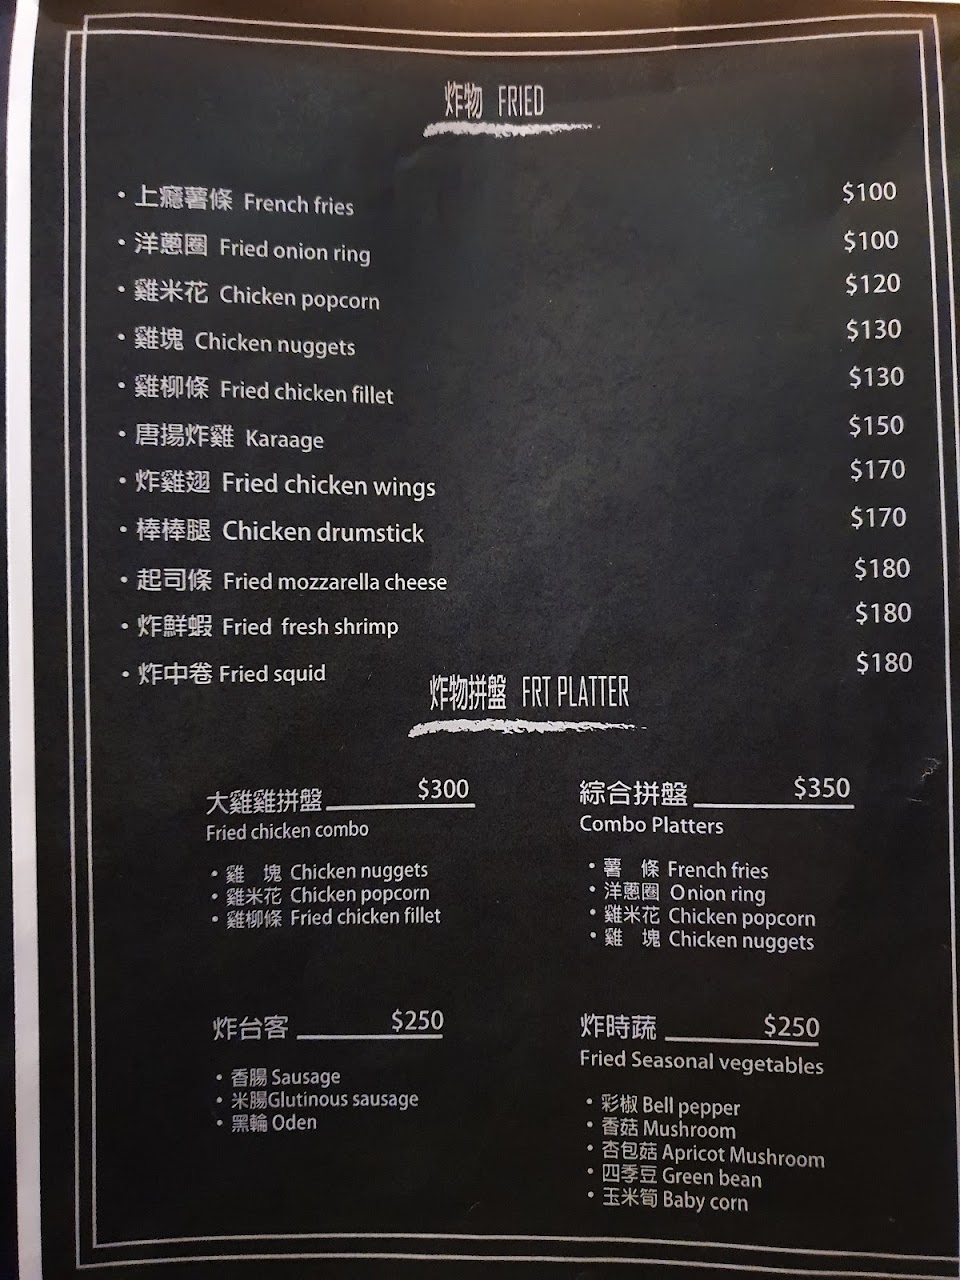 炸物 FRIED
・上癮薯條 French fries $100
・洋蔥圈 Fried onion ring $100
・雞米花 Chicken popcorn $120
・雞塊 Chicken nuggets $130
・雞柳條 Fried chicken fillet $130
・唐揚炸雞 Karaage $150
・炸雞翅 Fried chicken wings $170
・棒棒腿 Chicken drumstick $170
・起司條 Fried mozzarella cheese $180
・炸鮮蝦 Fried fresh shrimp $180
・炸中卷 Fried squid $180
炸物拼盤 FRT PLATTER
大雞雞拼盤 $300
Fried chicken combo
・雞 塊 Chicken nuggets
・雞米花 Chicken popcorn
・雞柳條 Fried chicken fillet
綜合拼盤 $350
Combo Platters
・薯 條 French fries
・洋蔥圈 Onion ring
・雞米花 Chicken popcorn
・雞 塊 Chicken nuggets
炸台客 $250
・香腸 Sausage
・米腸Glutinous sausage
・黑輪 Oden
炸時蔬 $250
Fried Seasonal vegetables
・彩椒 Bell pepper
・香菇 Mushroom
・杏包菇 Apricot Mushroom
・四季豆 Green bean
・玉米筍 Baby corn